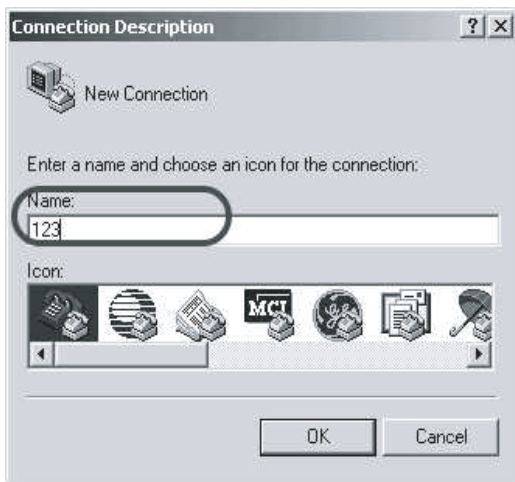 Connection Description
New Connection
Enter a name and choose an icon for the connection:
Name:
123
Icon:
MCI
OK Cancel